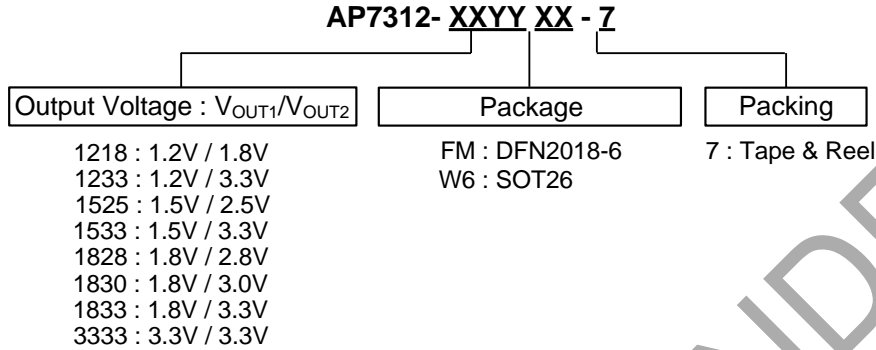 AP7312- XXYY XX - 7
Output Voltage : VOUT1/VOUT2
Package
Packing
1218 : 1.2V / 1.8V
1233 : 1.2V / 3.3V
1525 : 1.5V / 2.5V
1533 : 1.5V / 3.3V
1828 : 1.8V / 2.8V
1830 : 1.8V / 3.0V
1833 : 1.8V / 3.3V
3333 : 3.3V / 3.3V
FM : DFN2018-6
W6 : SOT26
7 : Tape & Reel